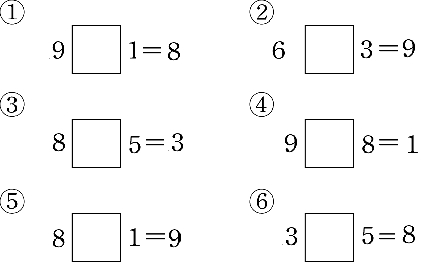 ① ②
9 □ 1=8 6 □ 3=9
③ ④
8 □ 5=3 9 □ 8=1
⑤ ⑥
8 □ 1=9 3 □ 5=8